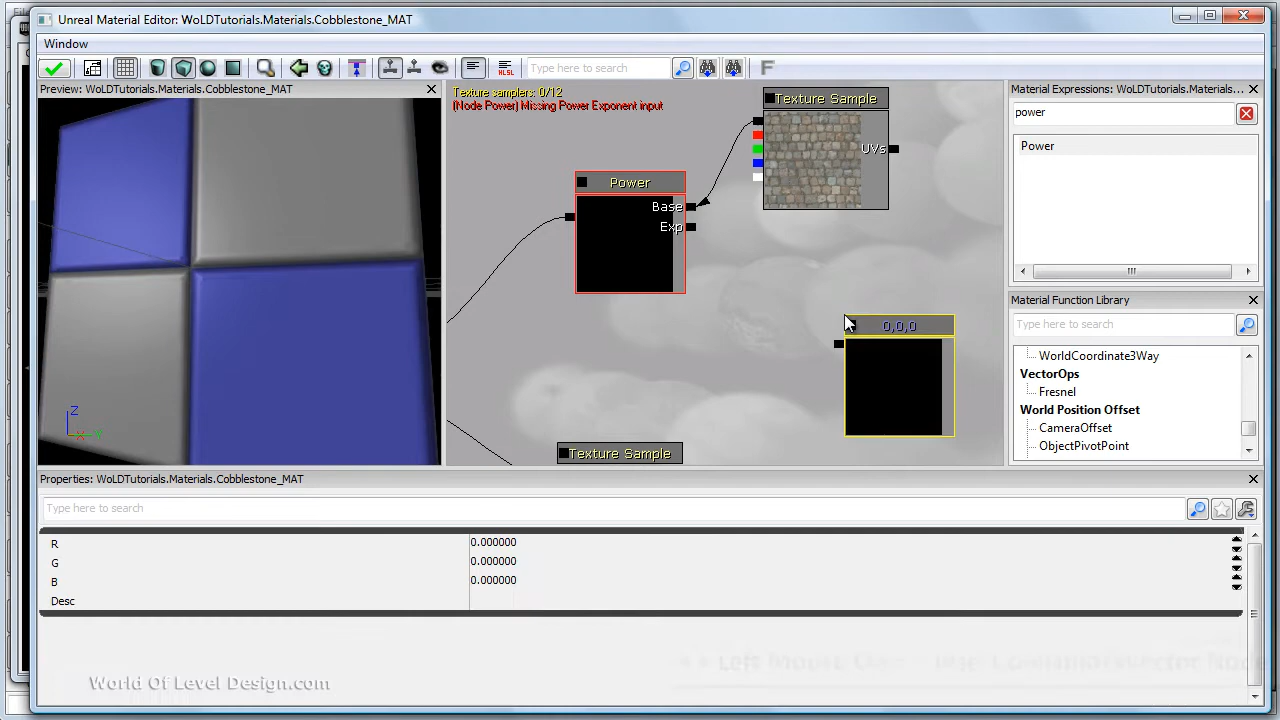 Unreal Material Editor: WoLDTutorials.Materials.Cobblestone_MAT
Window
HLSL
Type here to search
F
Preview: WoLDTutorials.Materials.Cobblestone_MAT
Z
Texture samplers: 0/12
(Node Power) Missing Power Exponent input
Texture Sample
UVs
Power
Base
Exp
0,0,0
Texture Sample
Material Expressions: WoLDTutorials.Materials...
power
Power
Material Function Library
Type here to search
WorldCoordinate3Way
VectorOps
Fresnel
World Position Offset
CameraOffset
ObjectPivotPoint
Properties: WoLDTutorials.Materials.Cobblestone_MAT
Type here to search
R 0.000000
G 0.000000
B 0.000000
Desc
World Of Level Design.com